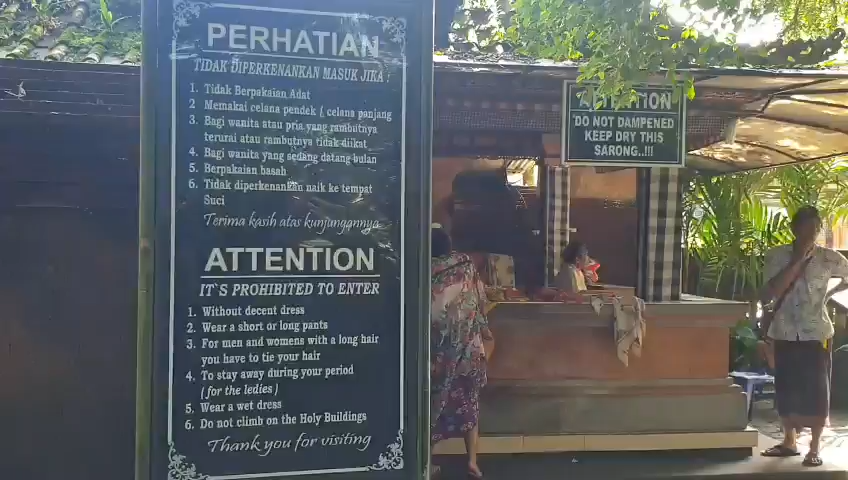 PERHATIAN
TIDAK DIPERKENANKAN MASUK JIKA :
1. Tidak Berpakaian Adat
2. Memakai celana pendek / celana panjang
3. Bagi wanita atau pria yang rambutnya
terurai atau rambutnya tidak diikat
4. Bagi wanita yang sedang datang bulan
5. Berpakaian basah
6. Tidak diperkenankan naik ke tempat
Suci
Terima kasih atas kunjungannya
ATTENTION
IT`S PROHIBITED TO ENTER
1. Without decent dress
2. Wear a short or long pants
3. For men and womens with a long hair
you have to tie your hair
4. To stay away during your period
(for the ledies)
5. Wear a wet dress
6. Do not climb on the Holy Buildings
Thank you for visiting
ATTENTION
DO NOT DAMPENED
KEEP DRY THIS
SARONG..!!!